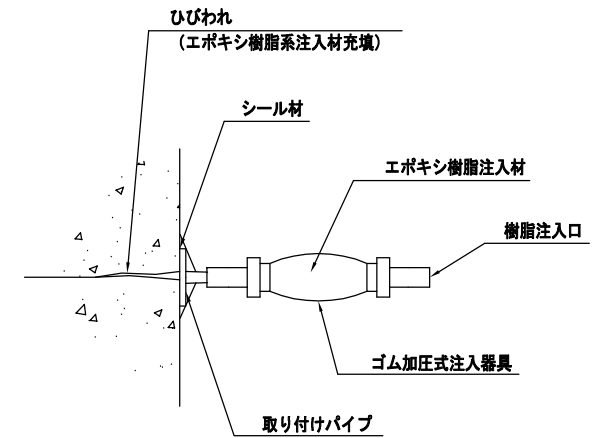 ひびわれ
（エポキシ樹脂系注入材充填）
シール材
エポキシ樹脂注入材
樹脂注入口
ゴム加圧式注入器具
取り付けパイプ